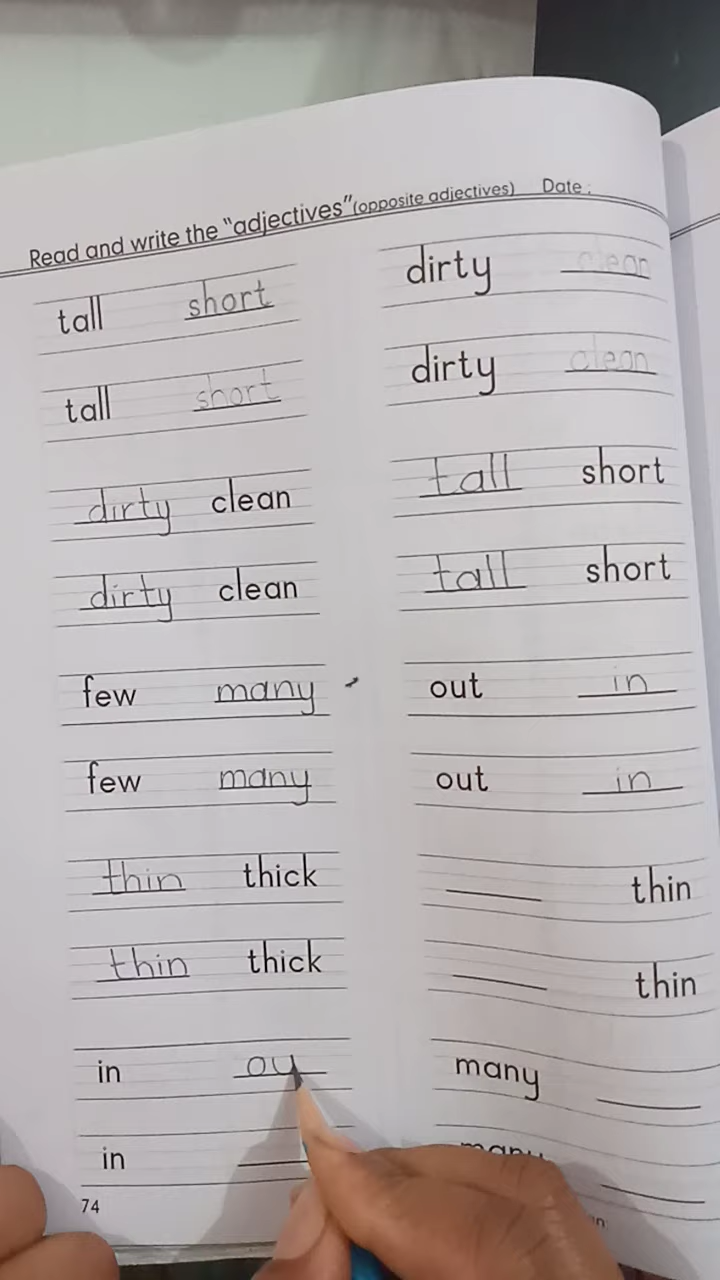 Read and write the "adjectives"(opposite adjectives) Date :
tall short
tall short
dirty clean
dirty clean
few many
few many
thin thick
thin thick
in ou
in
74
dirty clean
dirty clean
tall short
tall short
out in
out in
thin
thin
many
many